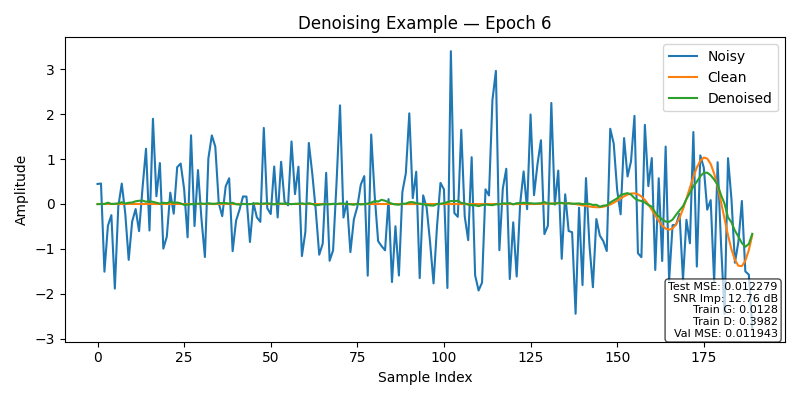 Denoising Example — Epoch 6
Noisy
Clean
Denoised
3
2
1
0
−1
−2
−3
Amplitude
Test MSE: 0.012279
SNR Imp: 12.76 dB
Train G: 0.0128
Train D: 0.3982
Val MSE: 0.011943
0 25 50 75 100 125 150 175
Sample Index